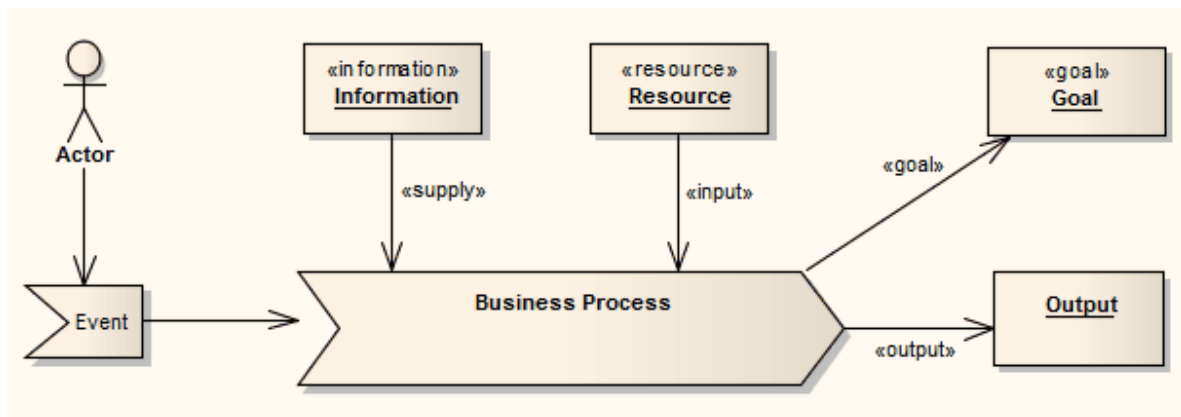 «information»
Information
«resource»
Resource
«goal»
Goal
Actor
«supply»
«input»
«goal»
Event
Business Process
Output
«output»